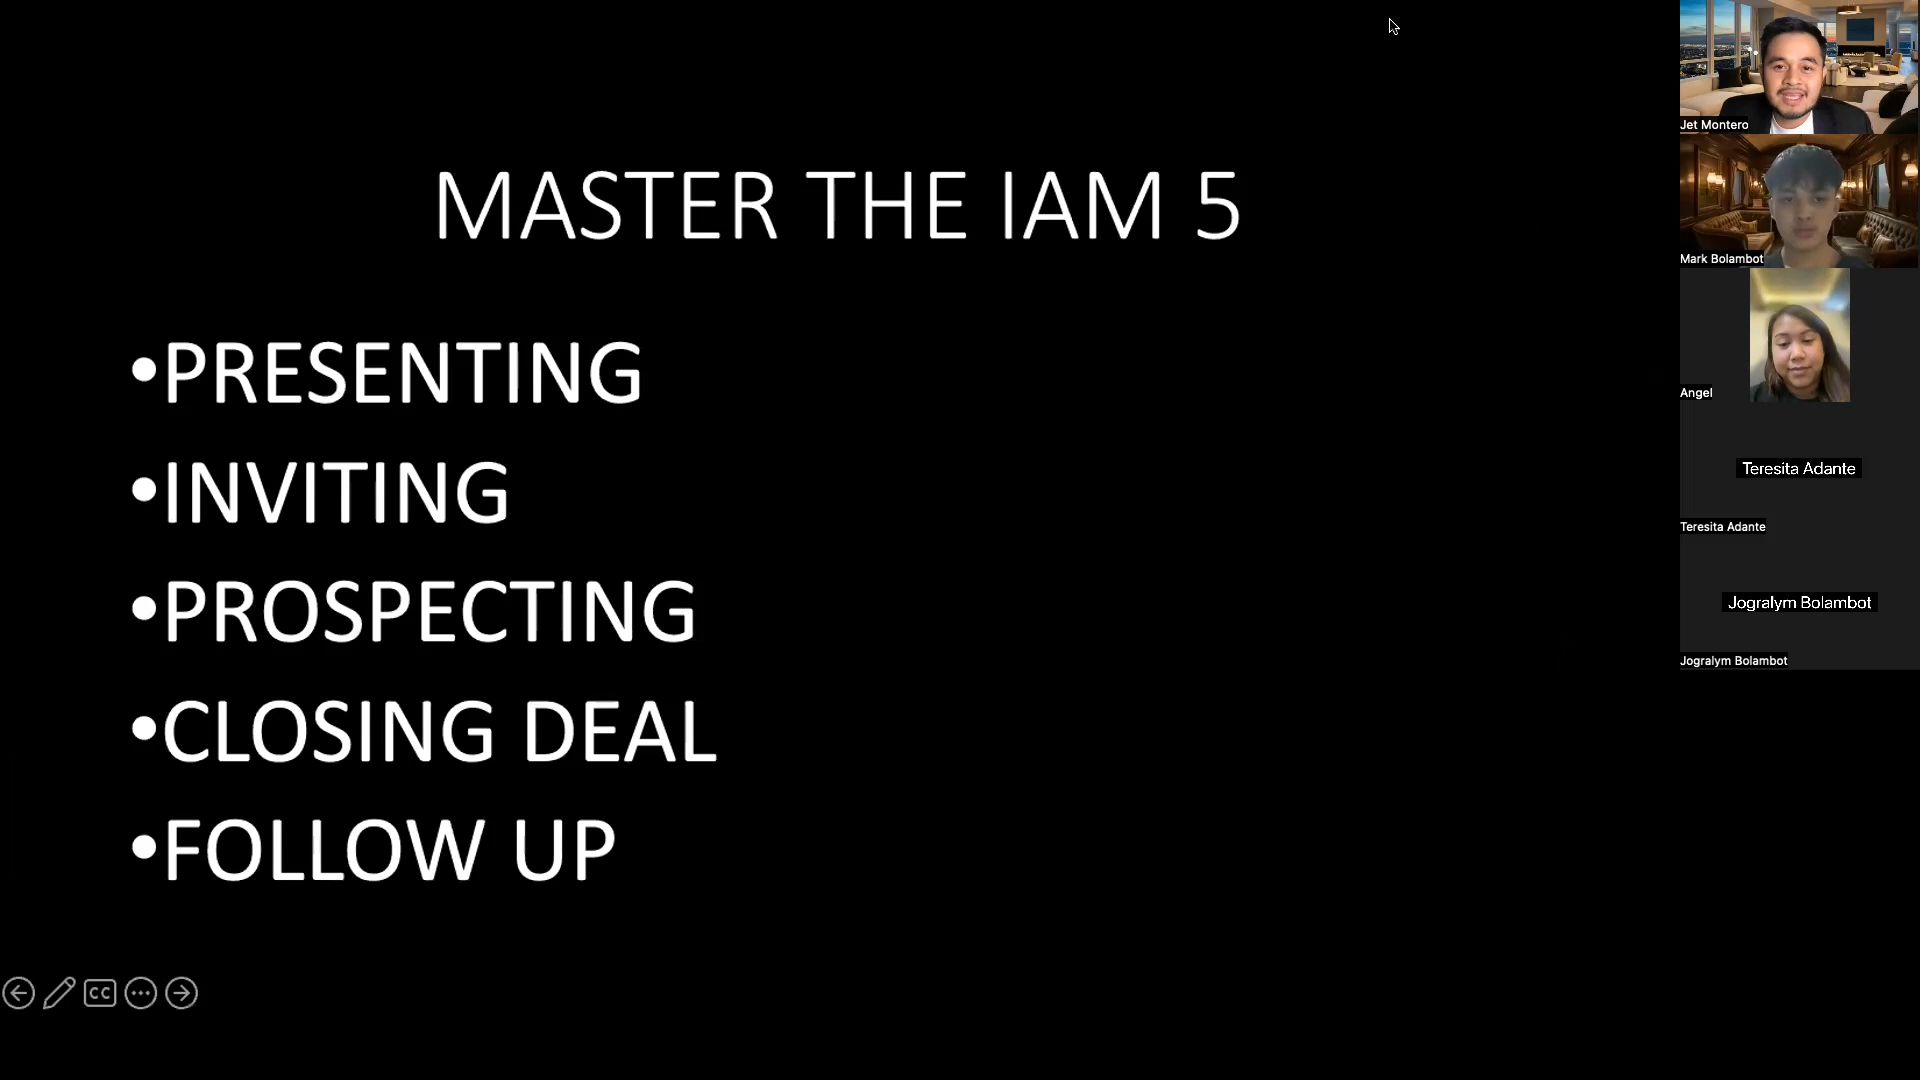 MASTER THE IAM 5
•PRESENTING
•INVITING
•PROSPECTING
•CLOSING DEAL
•FOLLOW UP
CC
Jet Montero
Mark Bolambot
Angel
Teresita Adante
Teresita Adante
Jogralym Bolambot
Jogralym Bolambot